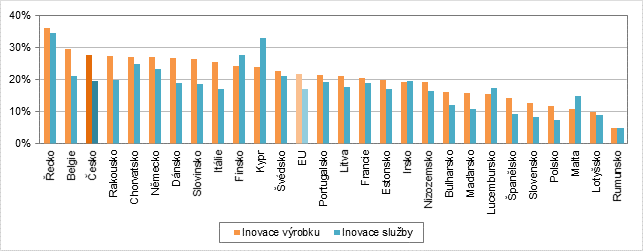 40%
30%
20%
10%
0%
Řecko
Belgie
Česko
Rakousko
Chorvatsko
Německo
Dánsko
Slovinsko
Itálie
Finsko
Kypr
Švédsko
EU
Portugalsko
Litva
Francie
Estonsko
Irsko
Nizozemsko
Bulharsko
Maďarsko
Lucembursko
Španělsko
Slovensko
Polsko
Malta
Lotyšsko
Rumunsko
Inovace výrobku Inovace služby